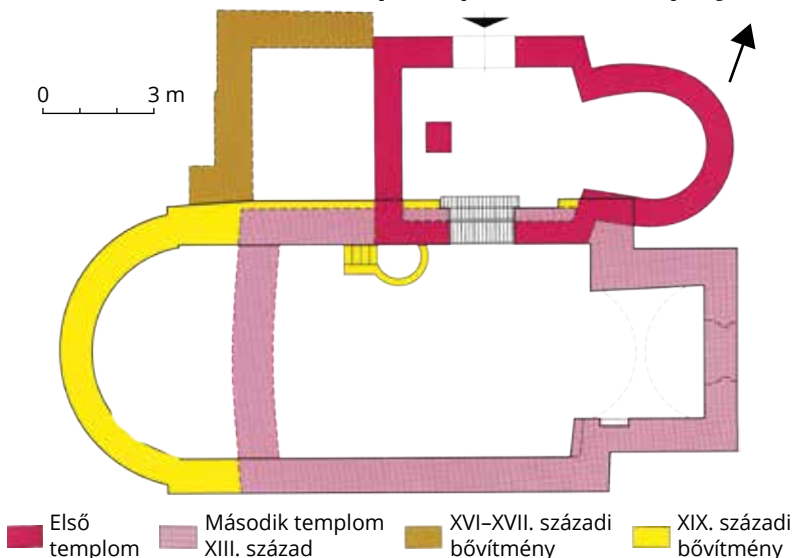 0 3 m
Első
templom
Második templom
XIII. század
XVI–XVII. századi
bővítmény
XIX. századi
bővítmény